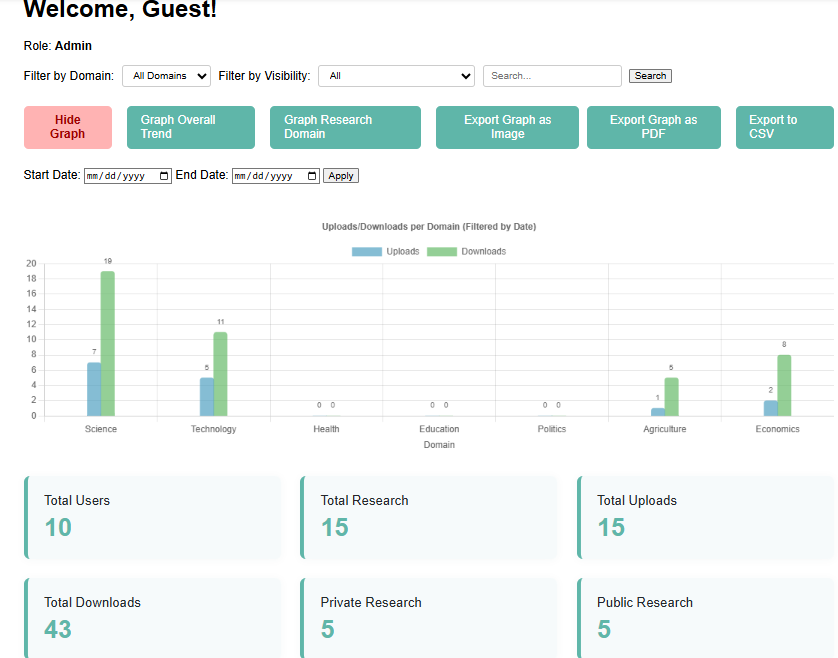 Welcome, Guest!
Role: Admin
Filter by Domain: All Domains Filter by Visibility: All Search... Search
Hide Graph
Graph Overall Trend
Graph Research Domain
Export Graph as Image
Export Graph as PDF
Export to CSV
Start Date: mm/dd/yyyy End Date: mm/dd/yyyy Apply
Uploads/Downloads per Domain (Filtered by Date)
Uploads Downloads
20
18
16
14
12
10
8
6
4
2
0
7 19
5 11
0 0
0 0
0 0
1 5
2 8
Science Technology Health Education Politics Agriculture Economics
Domain
Total Users
10
Total Research
15
Total Uploads
15
Total Downloads
43
Private Research
5
Public Research
5